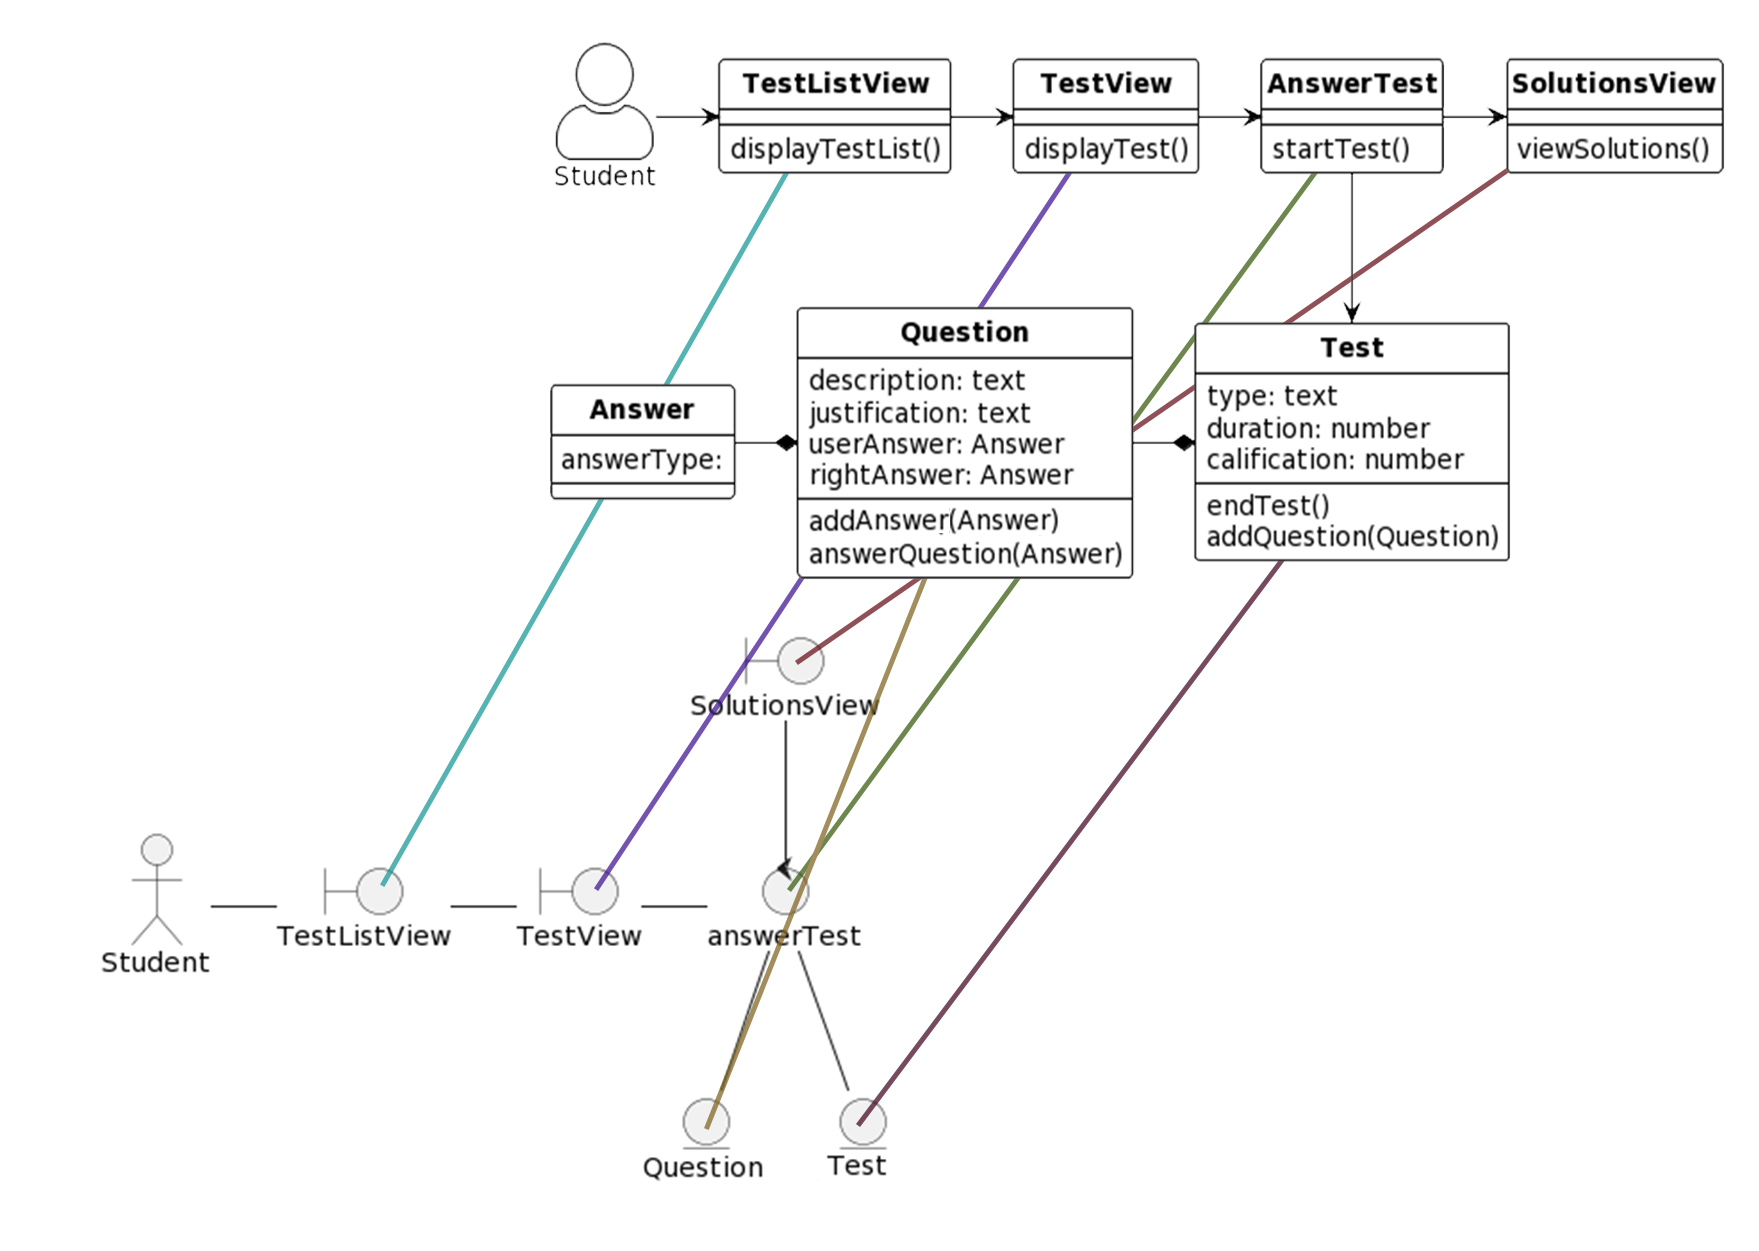 Student
TestListView
displayTestList()
TestView
displayTest()
AnswerTest
startTest()
SolutionsView
viewSolutions()
Answer
answerType:
Question
description: text
justification: text
userAnswer: Answer
rightAnswer: Answer
addAnswer(Answer)
answerQuestion(Answer)
Test
type: text
duration: number
calification: number
endTest()
addQuestion(Question)
SolutionsView
Student
TestListView
TestView
answerTest
Question
Test